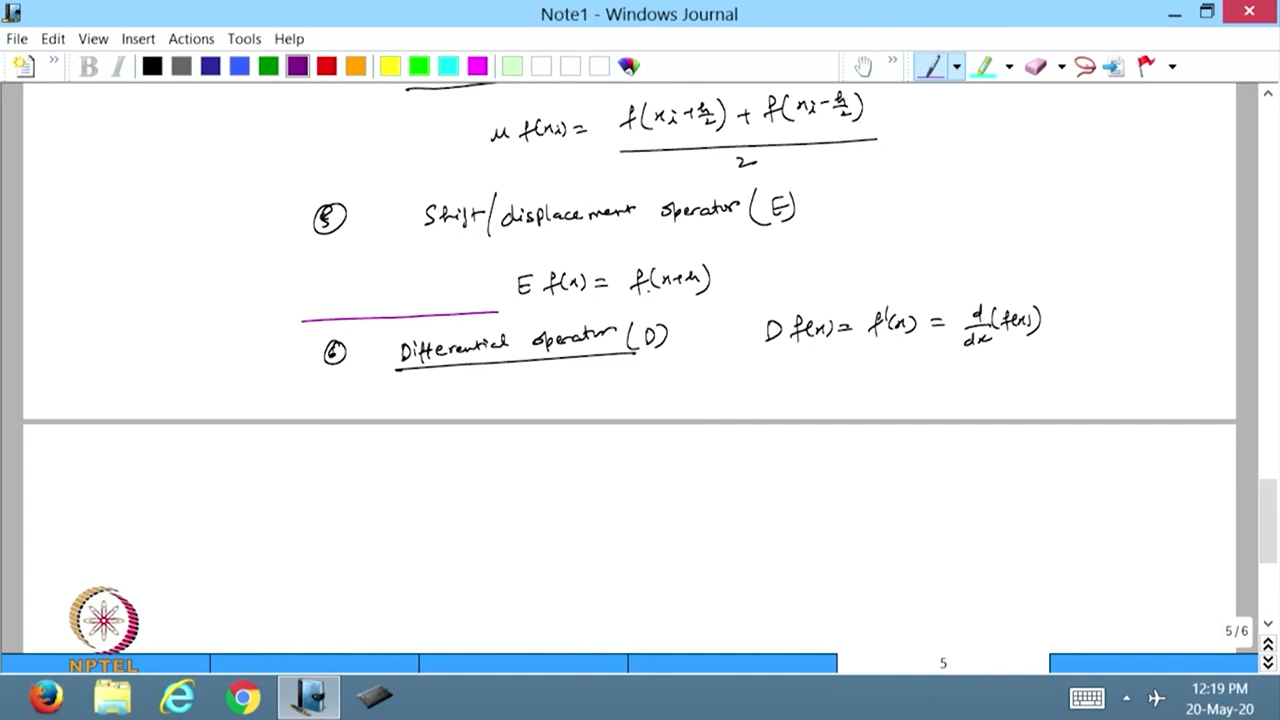 Note1 - Windows Journal
File Edit View Insert Actions Tools Help
μ f(xi) = f(xi + h/2) + f(xi - h/2) / 2
⑤ Shift/displacement operator (E)
E f(x) = f(x+h)
⑥ Differential operator (D) D f(x) = f'(x) = d/dx (f(x))
5 / 6
NPTEL
5
12:19 PM
20-May-20